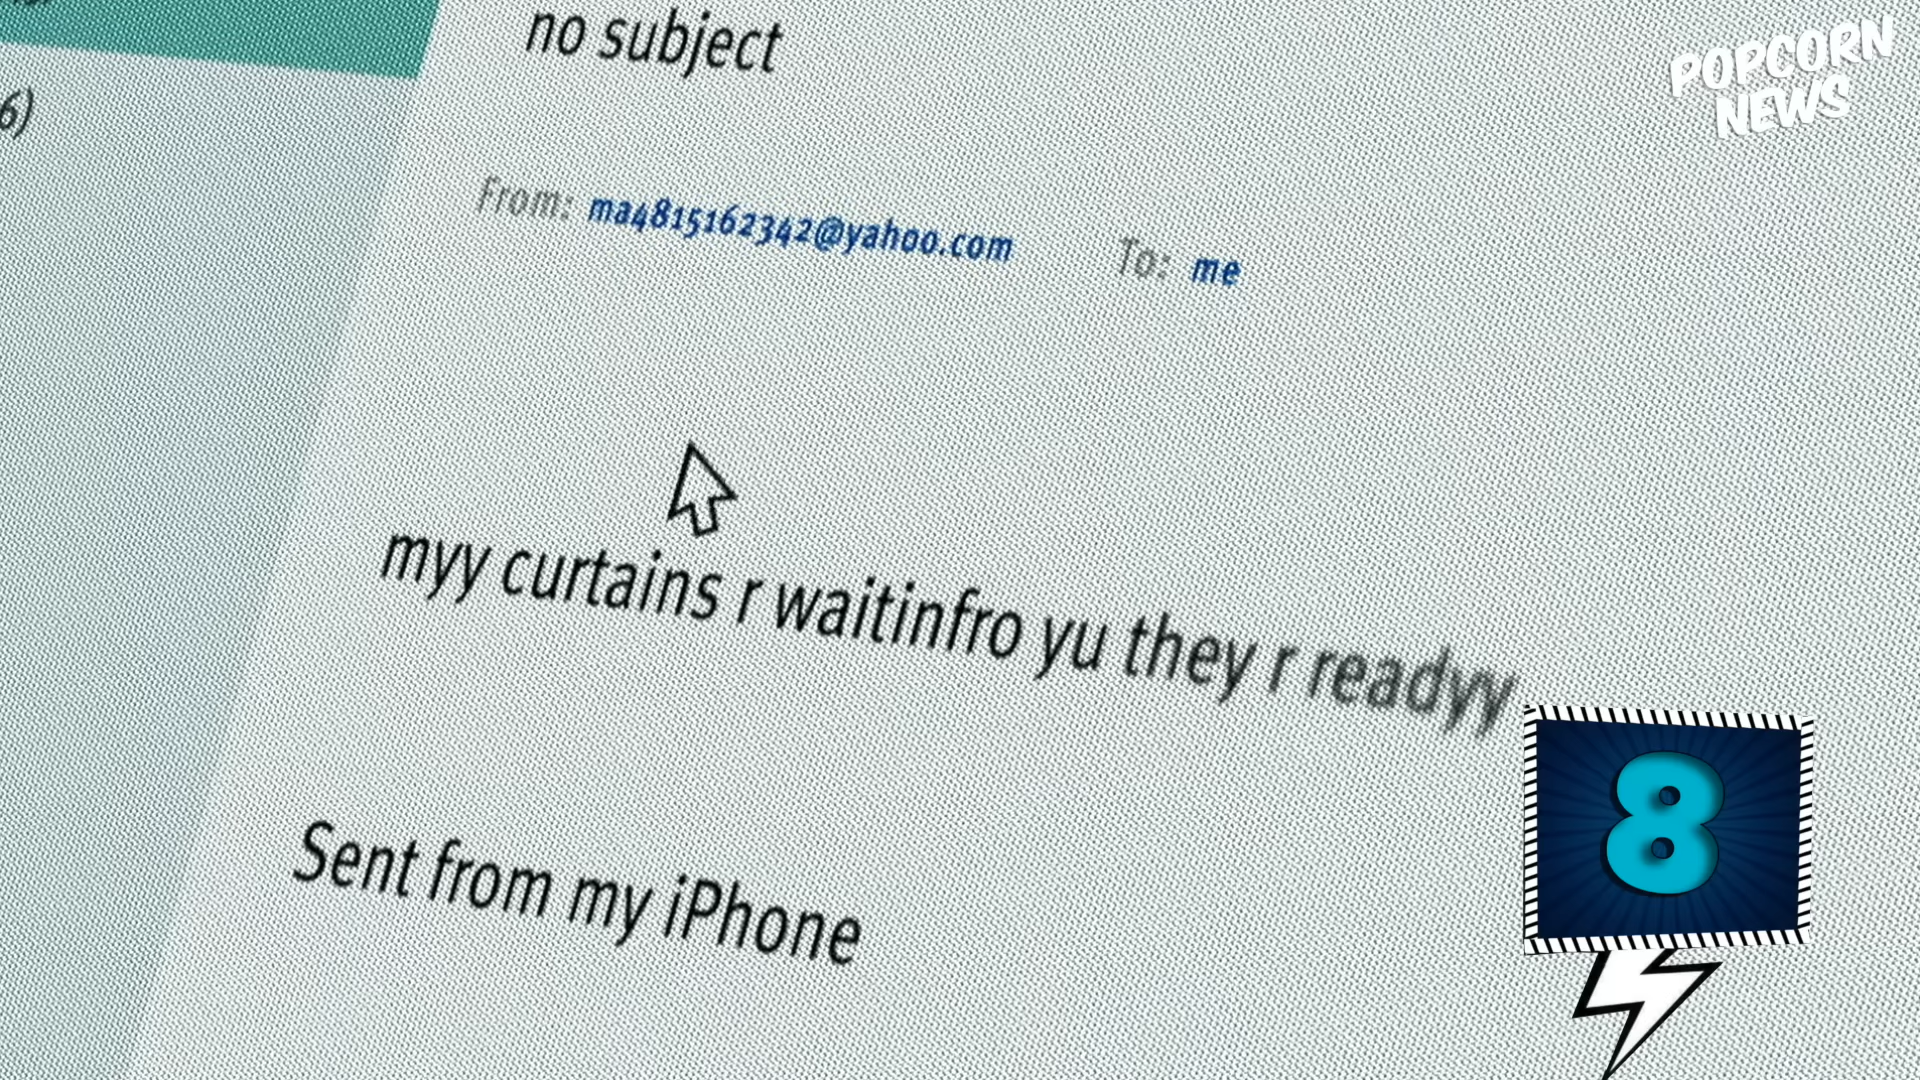 no subject
POPCORN
NEWS
6)
From: ma4815162342@yahoo.com To: me
myy curtains r waitinfro yu they r readyy
8
Sent from my iPhone